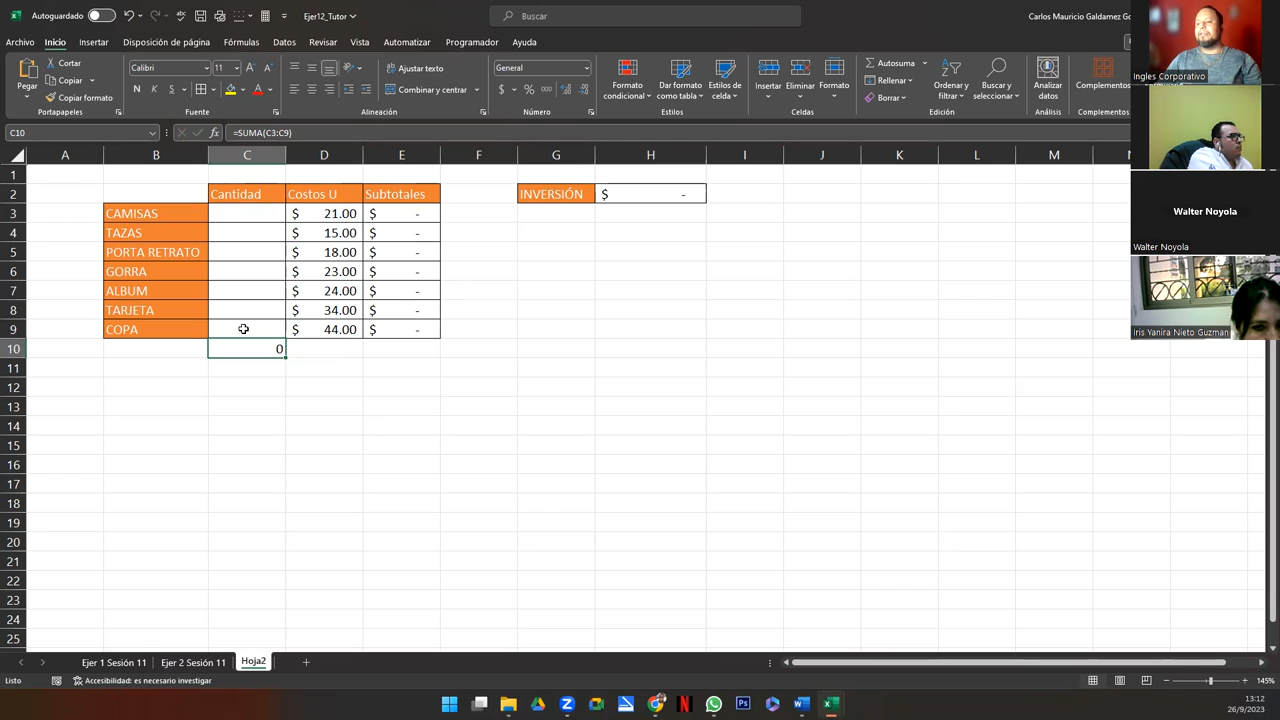 Autoguardado
Ejer12_Tutor
Buscar
Carlos Mauricio Galdamez Go
Archivo Inicio Insertar Disposición de página Fórmulas Datos Revisar Vista Automatizar Programador Ayuda
Pegar
Cortar
Copiar
Copiar formato
Portapapeles
Calibri 11
N K S
Fuente
Ajustar texto
Combinar y centrar
Alineación
General
Número
Formato condicional
Dar formato como tabla
Estilos de celda
Estilos
Insertar Eliminar Formato
Celdas
Autosuma
Rellenar
Borrar
Ordenar y filtrar
Buscar y seleccionar
Edición
Analizar datos
Análisis
Complementos
C10 =SUMA(C3:C9)
A B C D E F G H I J K L M
1
2 Cantidad Costos U Subtotales INVERSIÓN $ -
3 CAMISAS $ 21.00 $ -
4 TAZAS $ 15.00 $ -
5 PORTA RETRATO $ 18.00 $ -
6 GORRA $ 23.00 $ -
7 ALBUM $ 24.00 $ -
8 TARJETA $ 34.00 $ -
9 COPA $ 44.00 $ -
10 0
11
12
13
14
15
16
17
18
19
20
21
22
23
24
25
Ingles Corporativo
Walter Noyola
Walter Noyola
Iris Yanira Nieto Guzman
Ejer 1 Sesión 11 Ejer 2 Sesión 11 Hoja2
Listo Accesibilidad: es necesario investigar 145%
13:12
26/9/2023